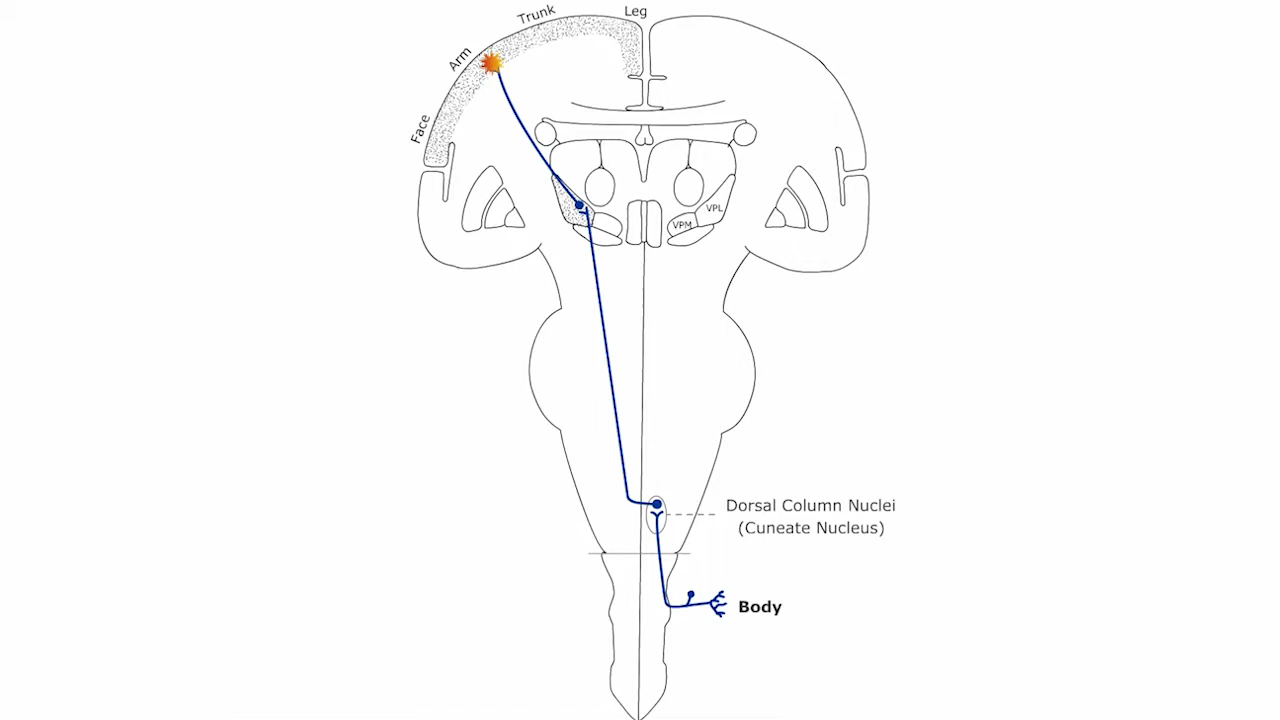 Leg
Trunk
Arm
Face
VPL
VPM
Dorsal Column Nuclei
(Cuneate Nucleus)
Body